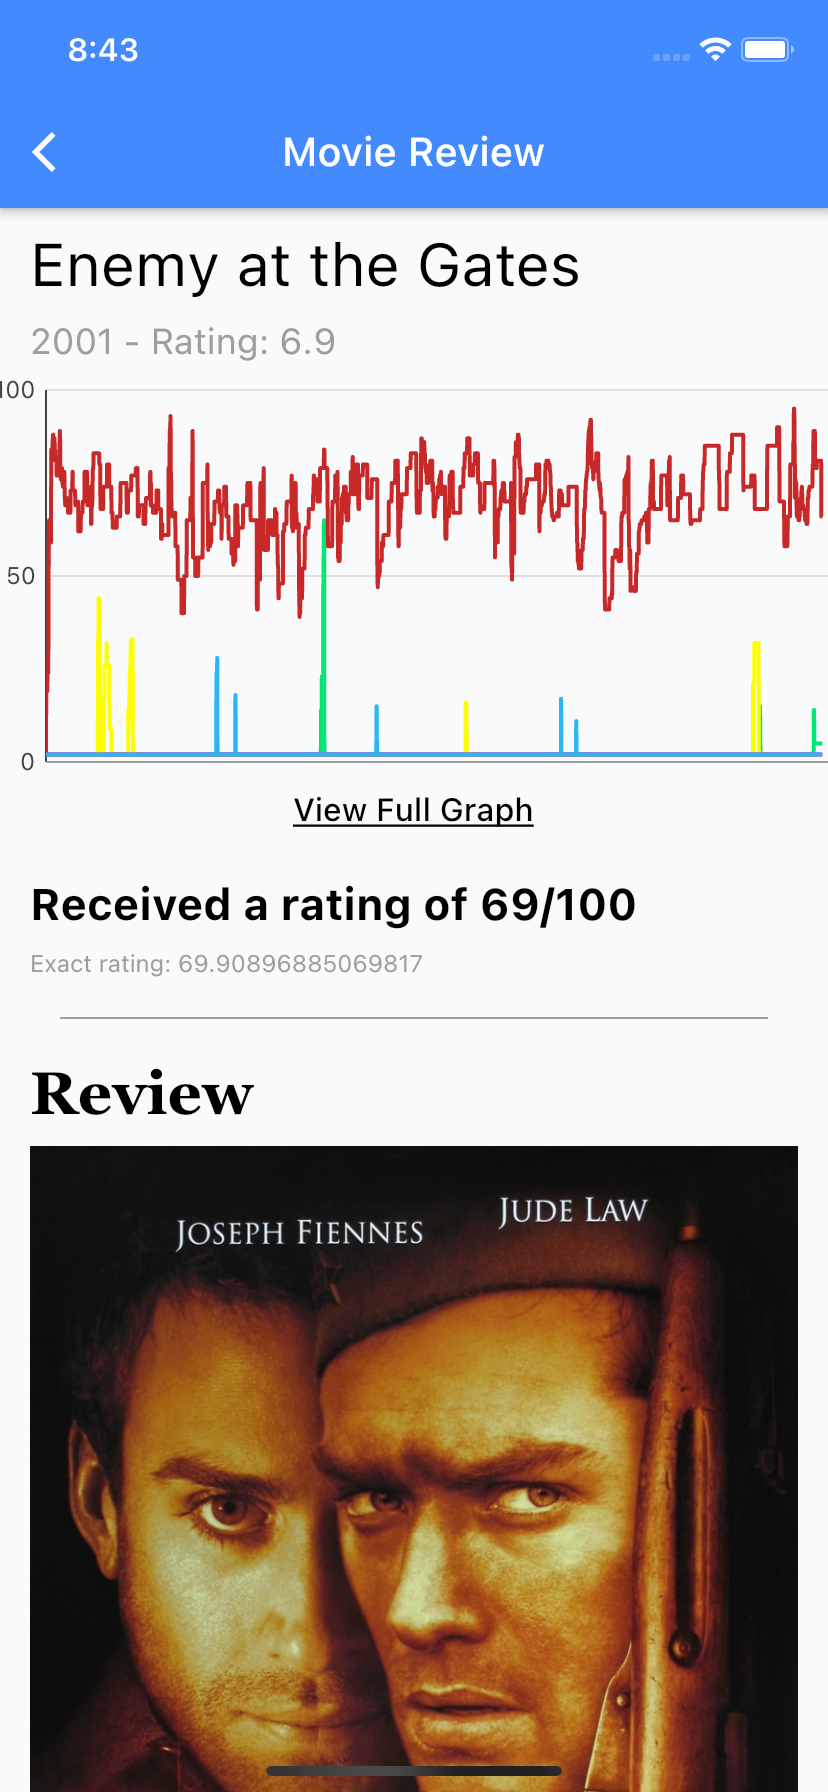 8:43
Movie Review
Enemy at the Gates
2001 - Rating: 6.9
100
50
0
View Full Graph
Received a rating of 69/100
Exact rating: 69.90896885069817
Review
JOSEPH FIENNES
JUDE LAW